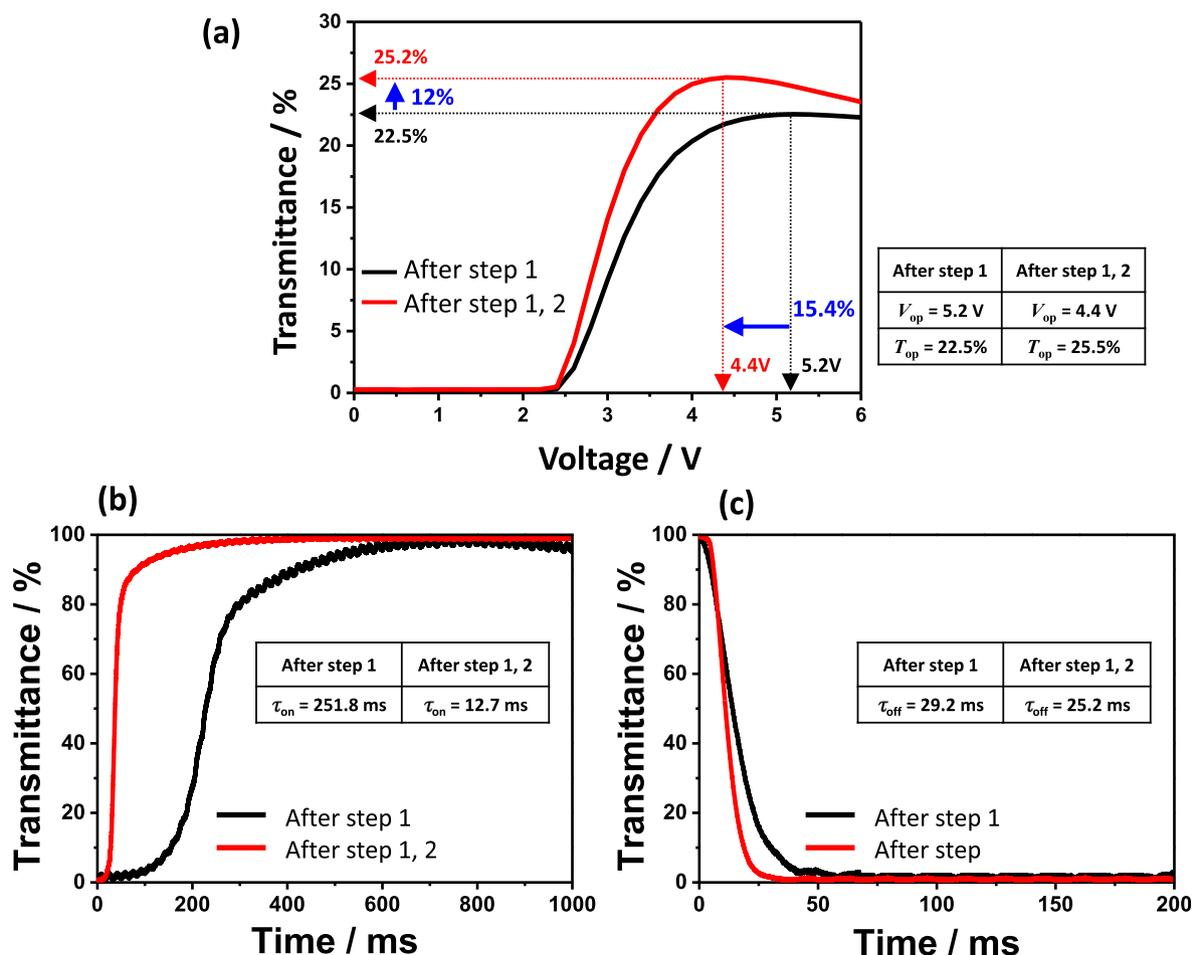 (a)
Transmittance / %
30
25
20
15
10
5
0
25.2%
12%
22.5%
After step 1
After step 1, 2
15.4%
4.4V
5.2V
0 1 2 3 4 5 6
Voltage / V
After step 1 After step 1, 2
Vop = 5.2 V Vop = 4.4 V
Top = 22.5% Top = 25.5%
(b)
Transmittance / %
100
80
60
40
20
0
After step 1 After step 1, 2
τon = 251.8 ms τon = 12.7 ms
After step 1
After step 1, 2
0 200 400 600 800 1000
Time / ms
(c)
Transmittance / %
100
80
60
40
20
0
After step 1 After step 1, 2
τoff = 29.2 ms τoff = 25.2 ms
After step 1
After step
0 50 100 150 200
Time / ms